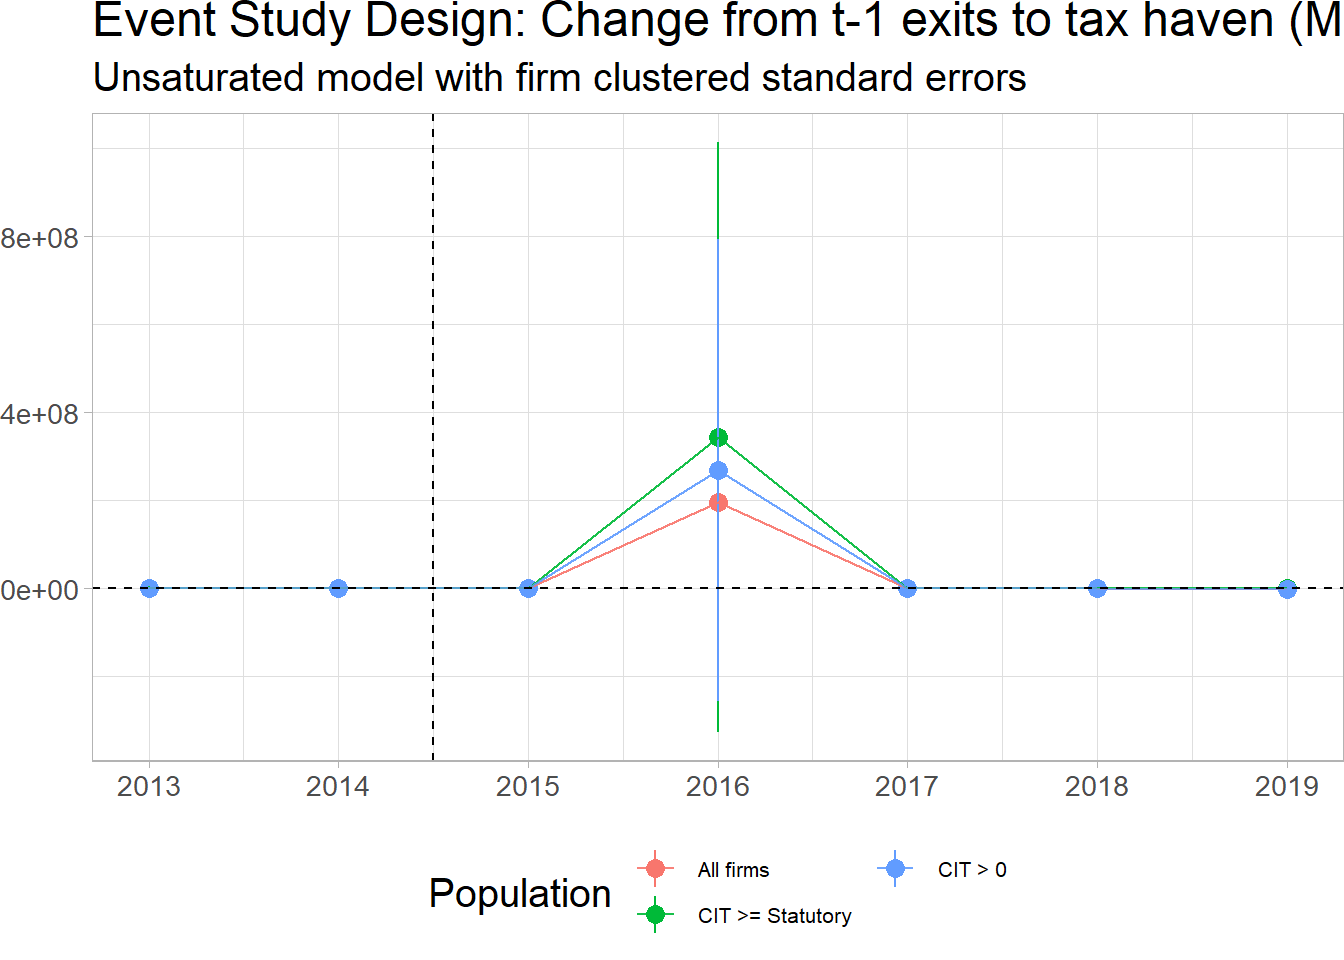 Event Study Design: Change from t-1 exits to tax haven (M
Unsaturated model with firm clustered standard errors
8e+08
4e+08
0e+00
2013 2014 2015 2016 2017 2018 2019
Population
All firms
CIT >= Statutory
CIT > 0